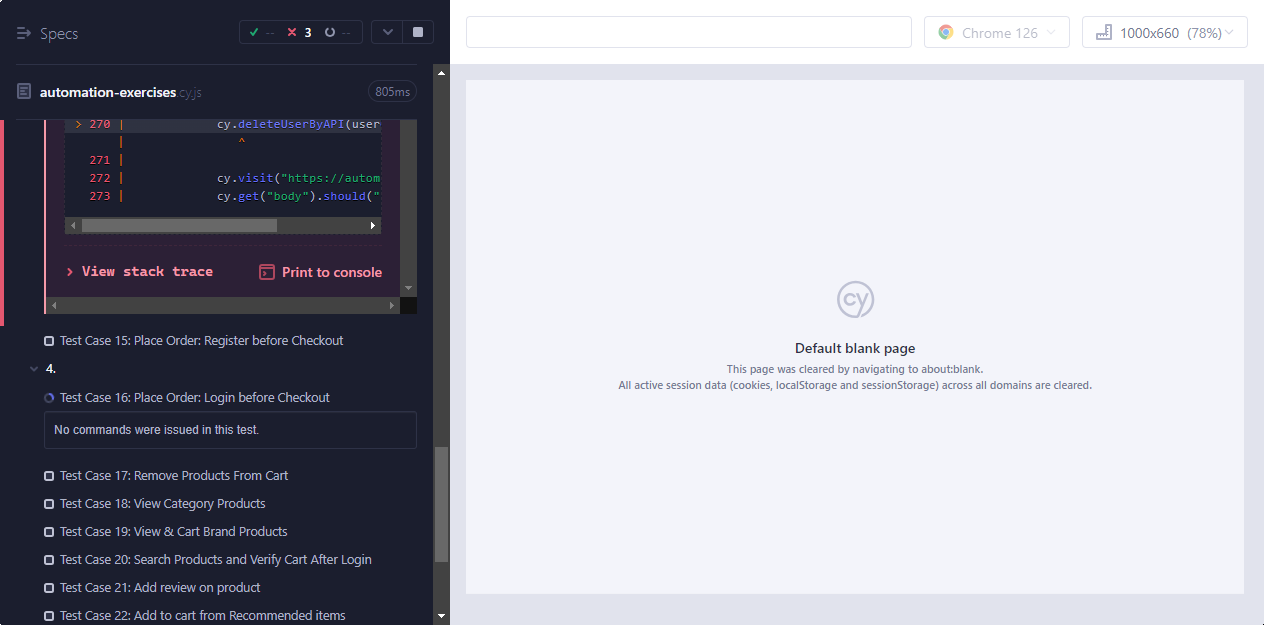 Specs
-- 3 --
automation-exercises.cy.js
805ms
> 270 | cy.deleteUserByAPI(user
| ^
271 |
272 | cy.visit("https://autom
273 | cy.get("body").should("
> View stack trace
Print to console
Test Case 15: Place Order: Register before Checkout
4.
Test Case 16: Place Order: Login before Checkout
No commands were issued in this test.
Test Case 17: Remove Products From Cart
Test Case 18: View Category Products
Test Case 19: View & Cart Brand Products
Test Case 20: Search Products and Verify Cart After Login
Test Case 21: Add review on product
Test Case 22: Add to cart from Recommended items
Chrome 126
1000x660 (78%)
cy
Default blank page
This page was cleared by navigating to about:blank.
All active session data (cookies, localStorage and sessionStorage) across all domains are cleared.